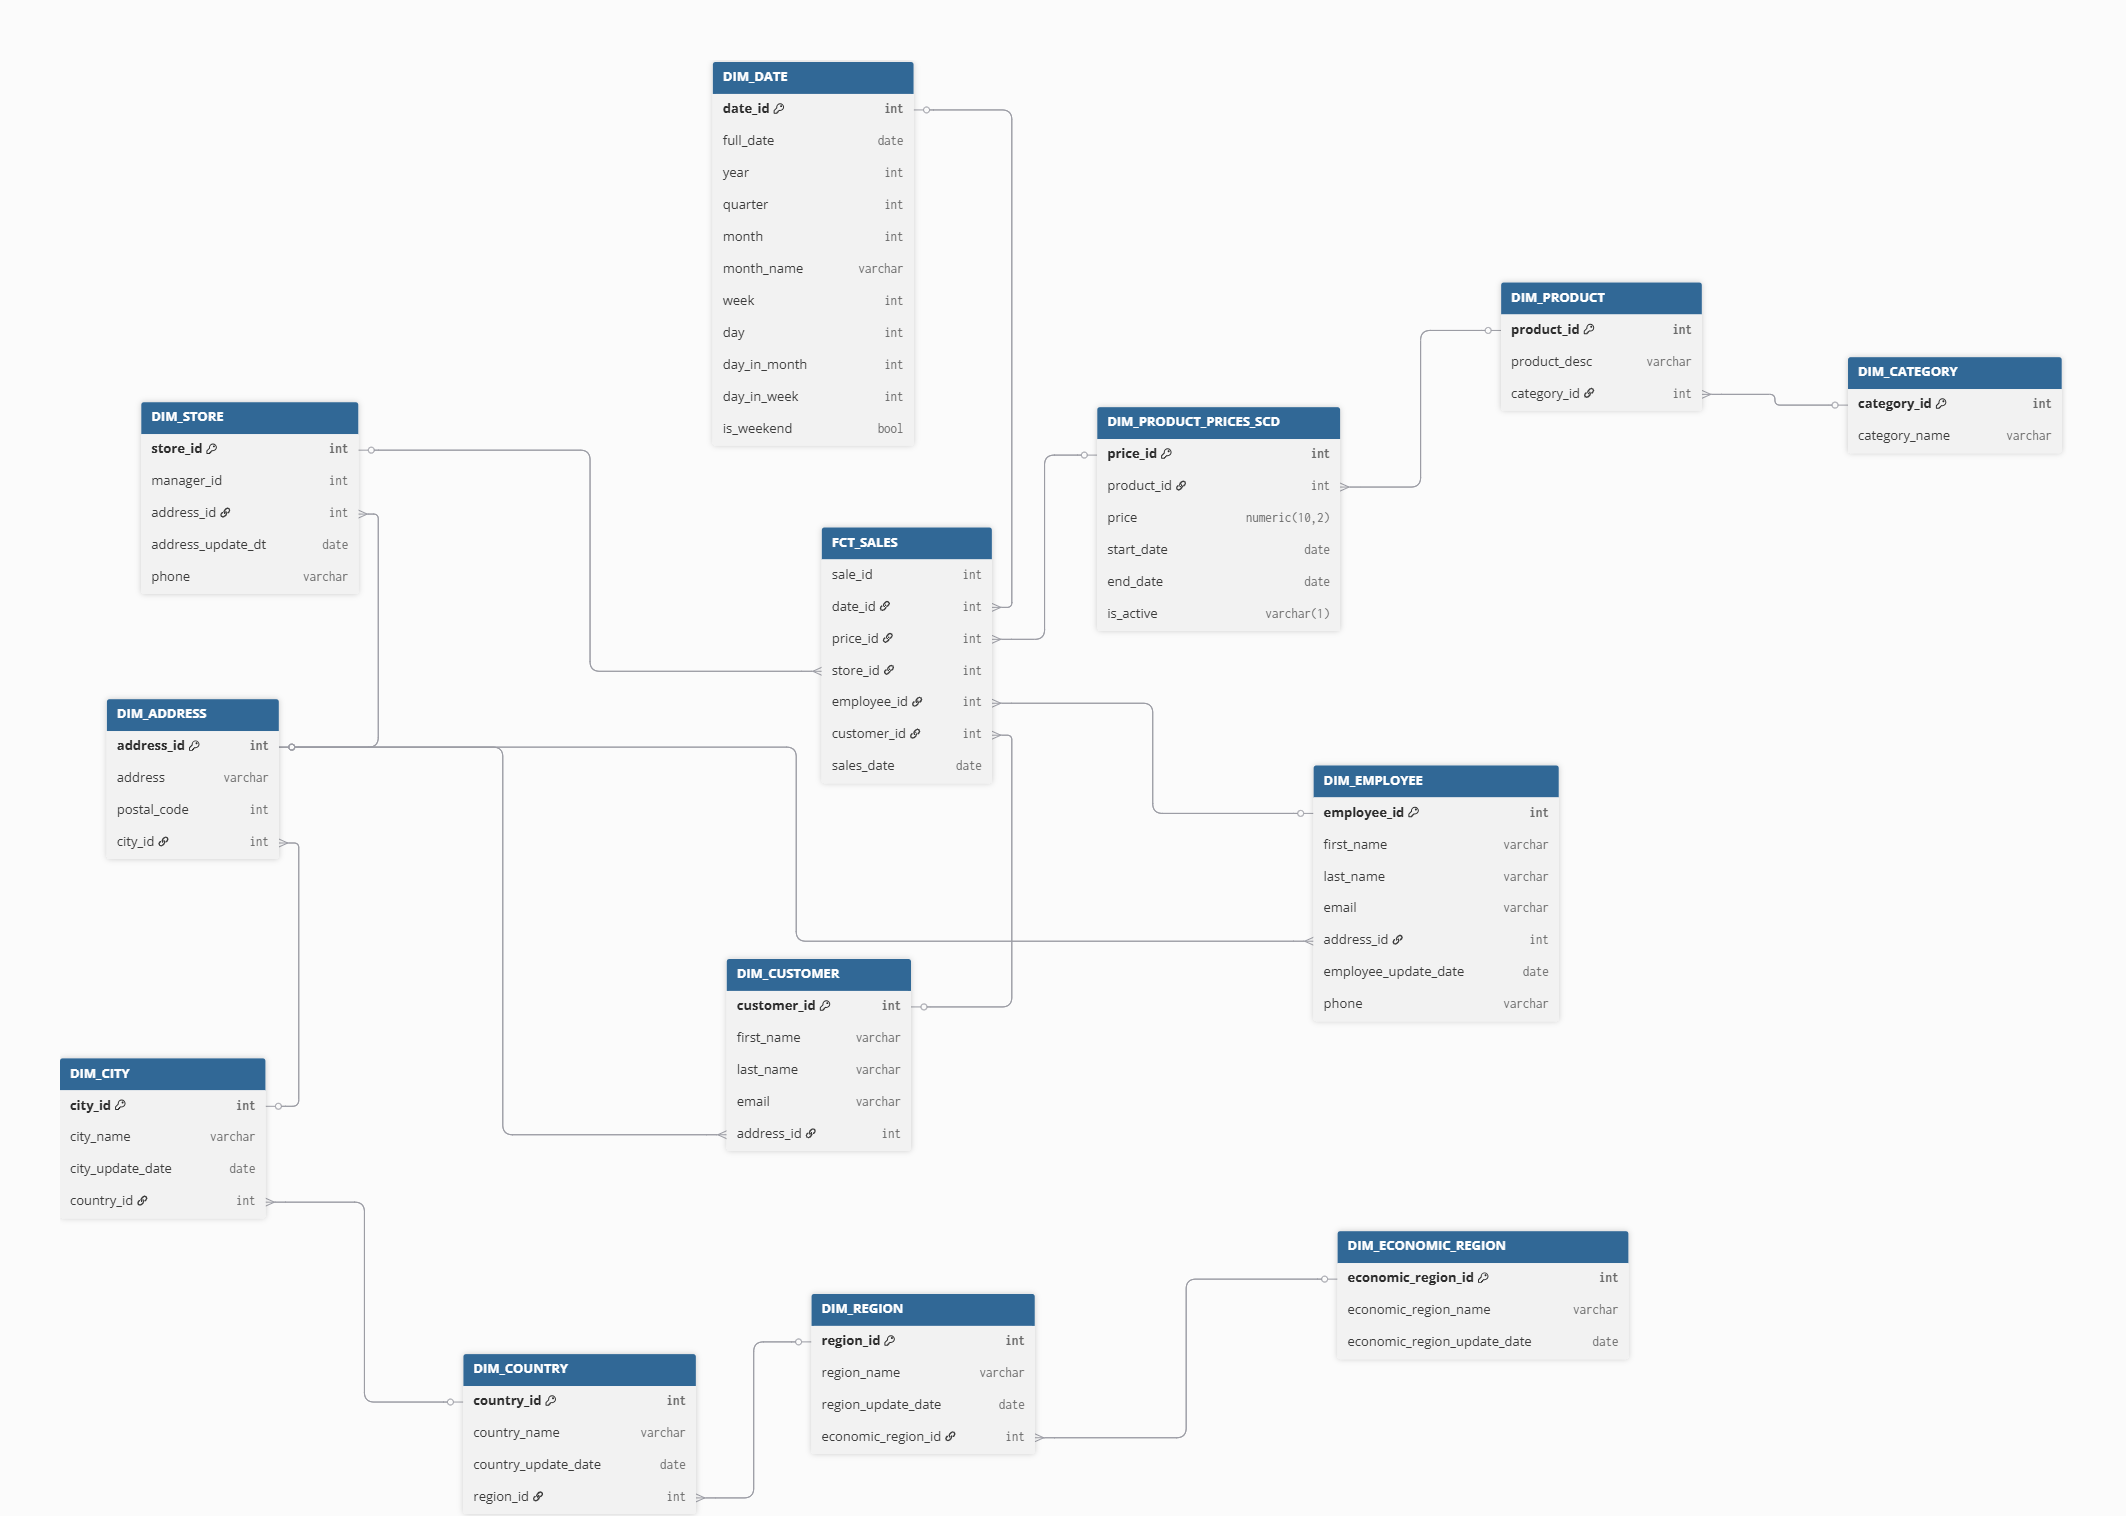 DIM_DATE
date_id int
full_date date
year int
quarter int
month int
month_name varchar
week int
day int
day_in_month int
day_in_week int
is_weekend bool
DIM_PRODUCT
product_id int
product_desc varchar
category_id int
DIM_CATEGORY
category_id int
category_name varchar
DIM_STORE
store_id int
manager_id int
address_id int
address_update_dt date
phone varchar
DIM_PRODUCT_PRICES_SCD
price_id int
product_id int
price numeric(10,2)
start_date date
end_date date
is_active varchar(1)
FCT_SALES
sale_id int
date_id int
price_id int
store_id int
employee_id int
customer_id int
sales_date date
DIM_ADDRESS
address_id int
address varchar
postal_code int
city_id int
DIM_EMPLOYEE
employee_id int
first_name varchar
last_name varchar
email varchar
address_id int
employee_update_date date
phone varchar
DIM_CUSTOMER
customer_id int
first_name varchar
last_name varchar
email varchar
address_id int
DIM_CITY
city_id int
city_name varchar
city_update_date date
country_id int
DIM_ECONOMIC_REGION
economic_region_id int
economic_region_name varchar
economic_region_update_date date
DIM_REGION
region_id int
region_name varchar
region_update_date date
economic_region_id int
DIM_COUNTRY
country_id int
country_name varchar
country_update_date date
region_id int